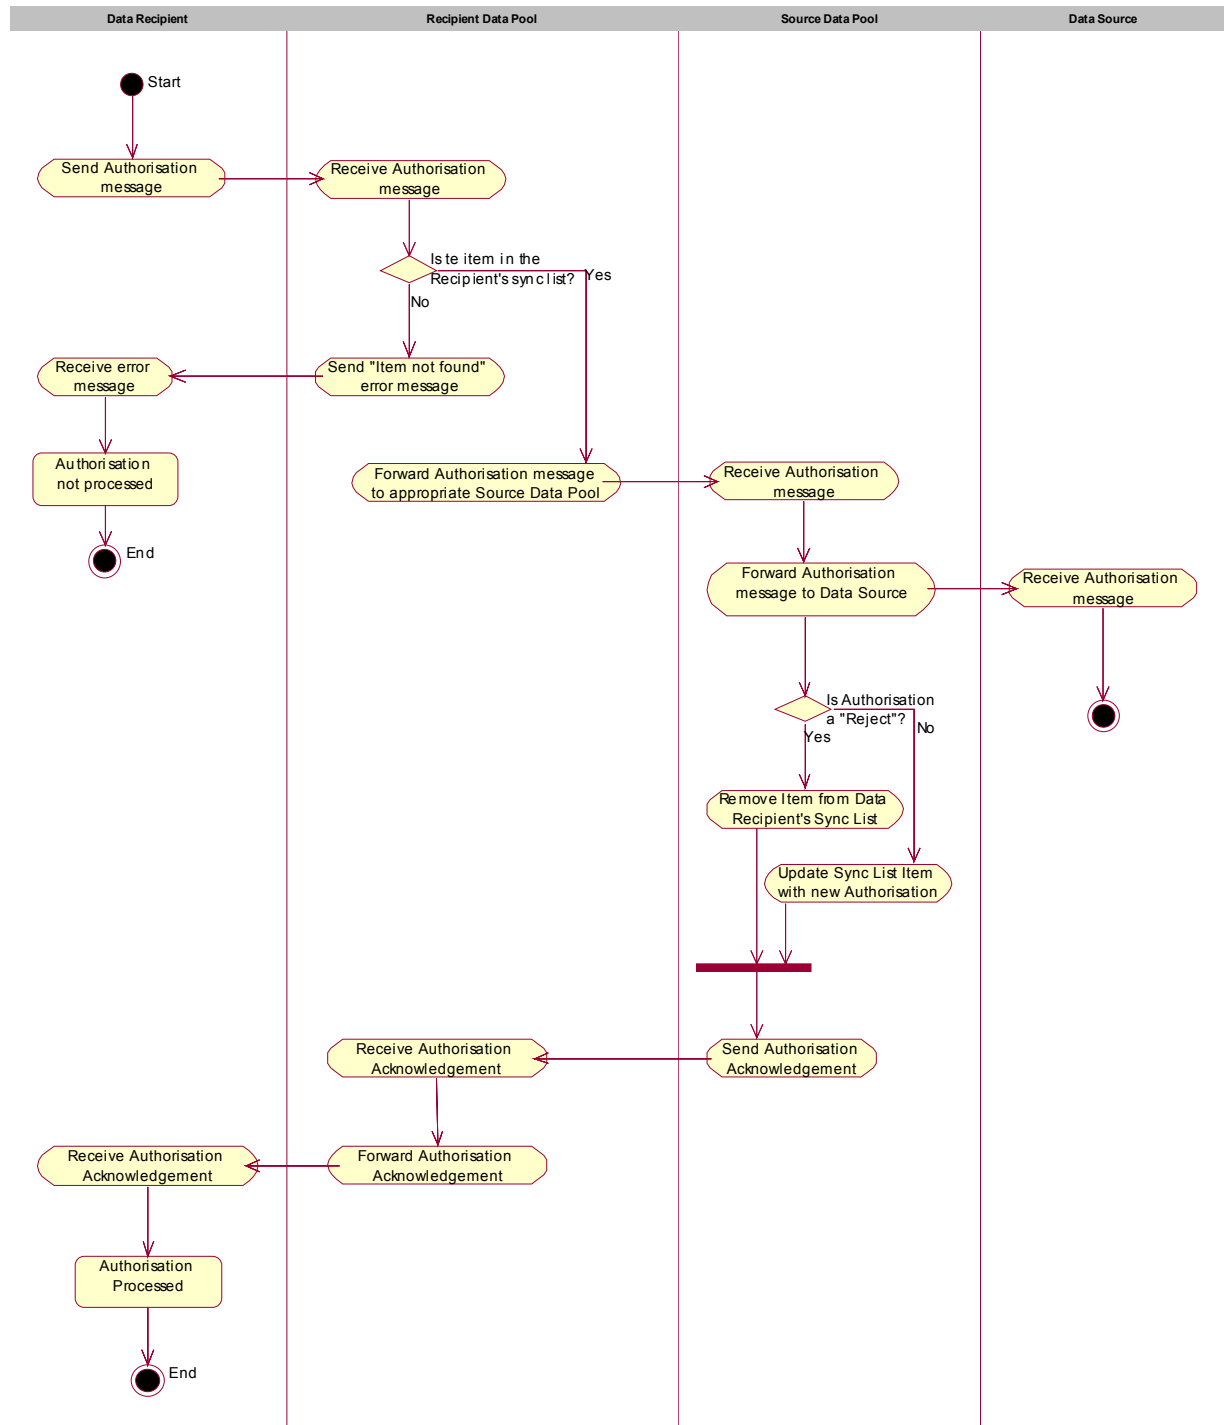 Data Recipient
Recipient Data Pool
Source Data Pool
Data Source
Start
Send Authorisation
message
Receive Authorisation
message
Is te item in the
Recipient's sync list?
Yes
No
Receive error
message
Send "Item not found"
error message
Authorisation
not processed
Forward Authorisation message
to appropriate Source Data Pool
Receive Authorisation
message
End
Forward Authorisation
message to Data Source
Receive Authorisation
message
Is Authorisation
a "Reject"?
Yes
No
Remove Item from Data
Recipient's Sync List
Update Sync List Item
with new Authorisation
Receive Authorisation
Acknowledgement
Send Authorisation
Acknowledgement
Receive Authorisation
Acknowledgement
Forward Authorisation
Acknowledgement
Authorisation
Processed
End